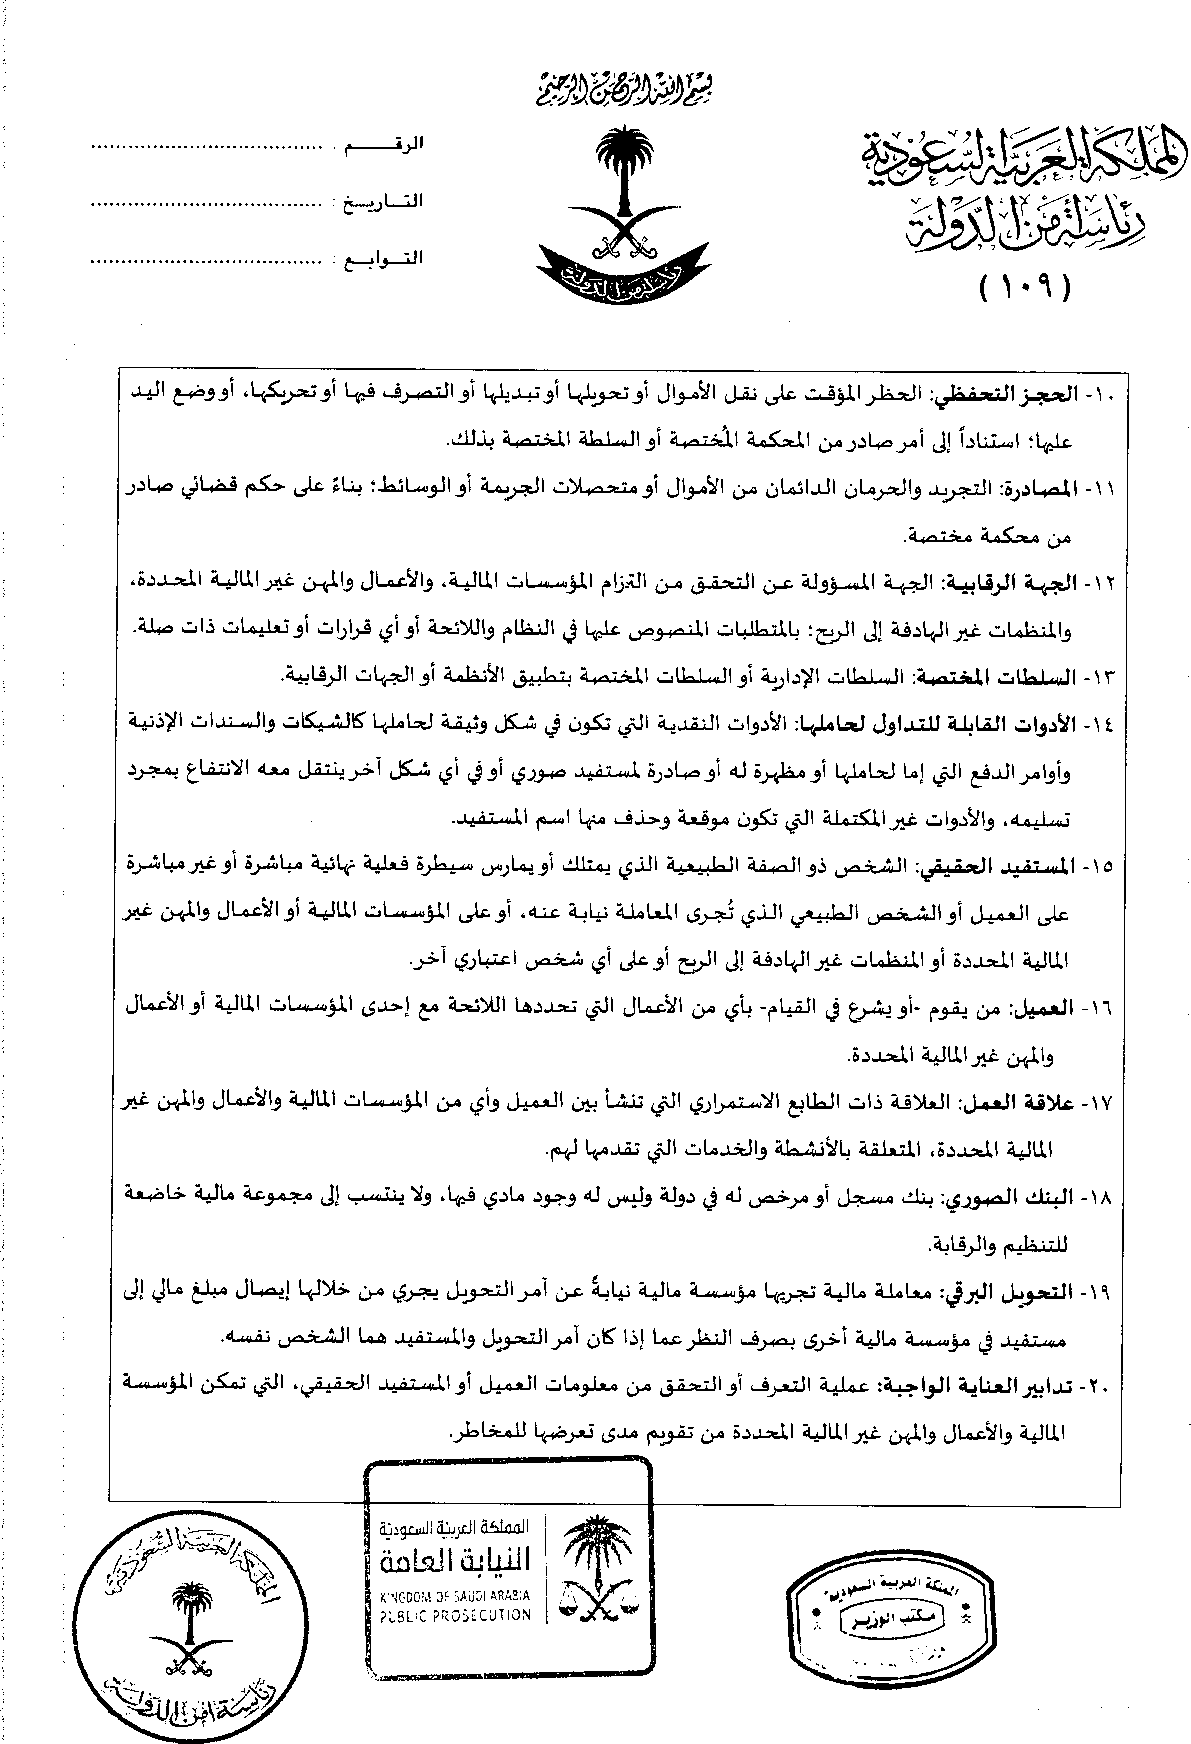 بسم الله الرحمن الرحيم
المملكة العربية السعودية
رئاسة أمن الدولة
(١٠٩)
الرقـــــم : ......................................
التــاريــخ : ......................................
التــوابــع : ......................................
رئاسة أمن الدولة
١٠- الحجز التحفظي: الحظر المؤقت على نقل الأموال أو تحويلها أو تبديلها أو التصرف فيها أو تحريكها، أو وضع اليد
عليها؛ استناداً إلى أمر صادر من المحكمة المُختصة أو السلطة المختصة بذلك.
١١- المصادرة: التجريد والحرمان الدائمان من الأموال أو متحصلات الجريمة أو الوسائط؛ بناءً على حكم قضائي صادر
من محكمة مختصة.
١٢- الجهة الرقابية: الجهة المسؤولة عن التحقق من التزام المؤسسات المالية، والأعمال والمهن غير المالية المحددة،
والمنظمات غير الهادفة إلى الربح؛ بالمتطلبات المنصوص عليها في النظام واللائحة أو أي قرارات أو تعليمات ذات صلة.
١٣- السلطات المختصة: السلطات الإدارية أو السلطات المختصة بتطبيق الأنظمة أو الجهات الرقابية.
١٤- الأدوات القابلة للتداول لحاملها: الأدوات النقدية التي تكون في شكل وثيقة لحاملها كالشيكات والسندات الإذنية
وأوامر الدفع التي إما لحاملها أو مظهرة له أو صادرة لمستفيد صوري أو في أي شكل آخر ينتقل معه الانتفاع بمجرد
تسليمه، والأدوات غير المكتملة التي تكون موقعة وحذف منها اسم المستفيد.
١٥- المستفيد الحقيقي: الشخص ذو الصفة الطبيعية الذي يمتلك أو يمارس سيطرة فعلية نهائية مباشرة أو غير مباشرة
على العميل أو الشخص الطبيعي الذي تُجرى المعاملة نيابة عنه، أو على المؤسسات المالية أو الأعمال والمهن غير
المالية المحددة أو المنظمات غير الهادفة إلى الربح أو على أي شخص اعتباري آخر.
١٦- العميل: من يقوم -أو يشرع في القيام- بأي من الأعمال التي تحددها اللائحة مع إحدى المؤسسات المالية أو الأعمال
والمهن غير المالية المحددة.
١٧- علاقة العمل: العلاقة ذات الطابع الاستمراري التي تنشأ بين العميل وأي من المؤسسات المالية والأعمال والمهن غير
المالية المحددة، المتعلقة بالأنشطة والخدمات التي تقدمها لهم.
١٨- البنك الصوري: بنك مسجل أو مرخص له في دولة وليس له وجود مادي فيها، ولا ينتسب إلى مجموعة مالية خاضعة
للتنظيم والرقابة.
١٩- التحويل البرقي: معاملة مالية تجريها مؤسسة مالية نيابةً عن آمر التحويل يجري من خلالها إيصال مبلغ مالي إلى
مستفيد في مؤسسة مالية أخرى بصرف النظر عما إذا كان آمر التحويل والمستفيد هما الشخص نفسه.
٢٠- تدابير العناية الواجبة: عملية التعرف أو التحقق من معلومات العميل أو المستفيد الحقيقي، التي تمكن المؤسسة
المالية والأعمال والمهن غير المالية المحددة من تقويم مدى تعرضها للمخاطر.
المملكة العربية السعودية
مكتب الوزير
المملكة العربية السعودية
النيابة العامة
KINGDOM OF SAUDI ARABIA
PUBLIC PROSECUTION
المملكة العربية السعودية
رئاسة أمن الدولة